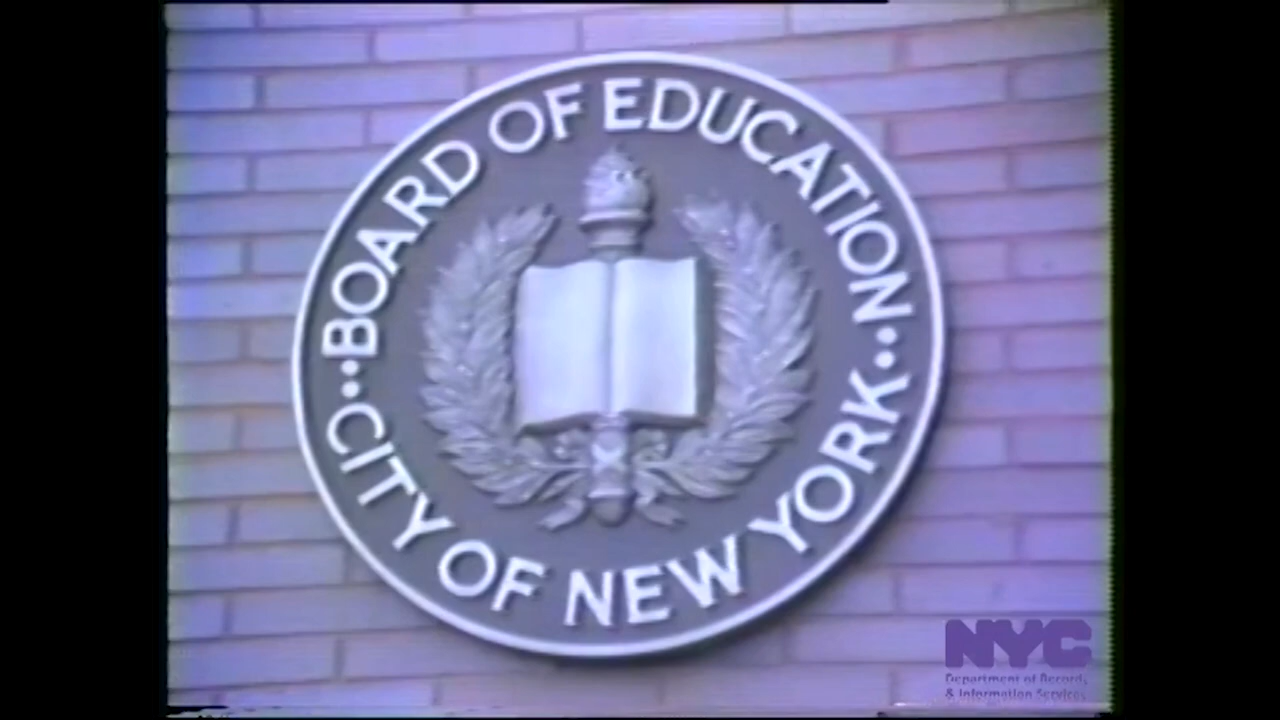 BOARD OF EDUCATION
CITY OF NEW YORK
NYC
Department of Records
& Information Services